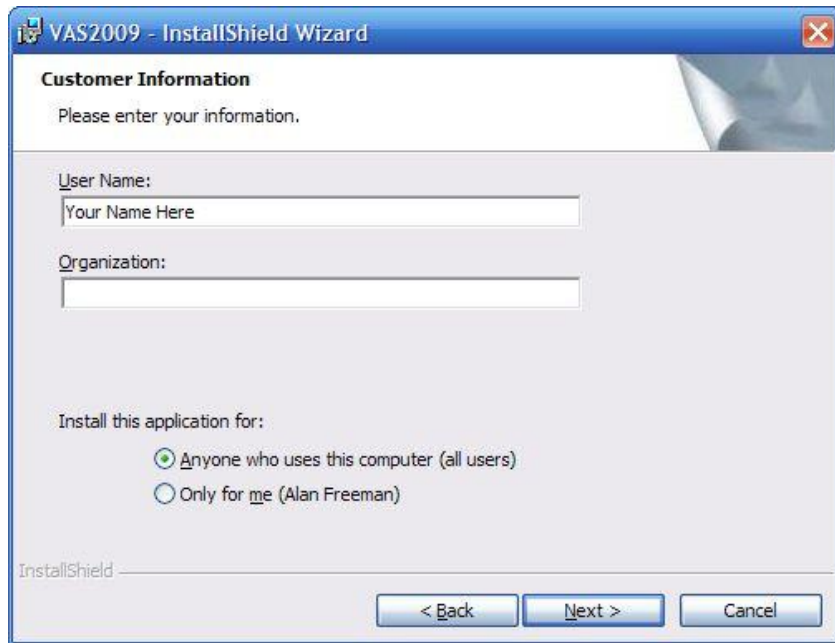 VAS2009 - InstallShield Wizard
Customer Information
Please enter your information.
User Name:
Your Name Here
Organization:
Install this application for:
Anyone who uses this computer (all users)
Only for me (Alan Freeman)
InstallShield
< Back Next > Cancel